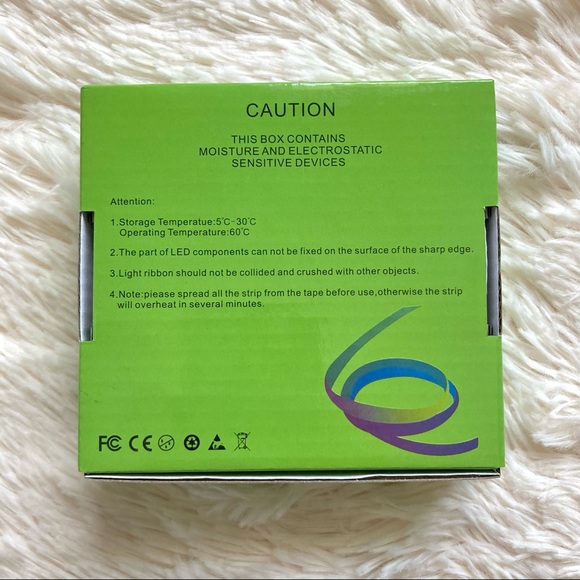 CAUTION
THIS BOX CONTAINS
MOISTURE AND ELECTROSTATIC
SENSITIVE DEVICES
Attention:
1.Storage Temperatue:5℃-30℃
Operating Temperature:60℃
2.The part of LED components can not be fixed on the surface of the sharp edge.
3.Light ribbon should not be collided and crushed with other objects.
4.Note:please spread all the strip from the tape before use,otherwise the strip
will overheat in several minutes.
FC CE